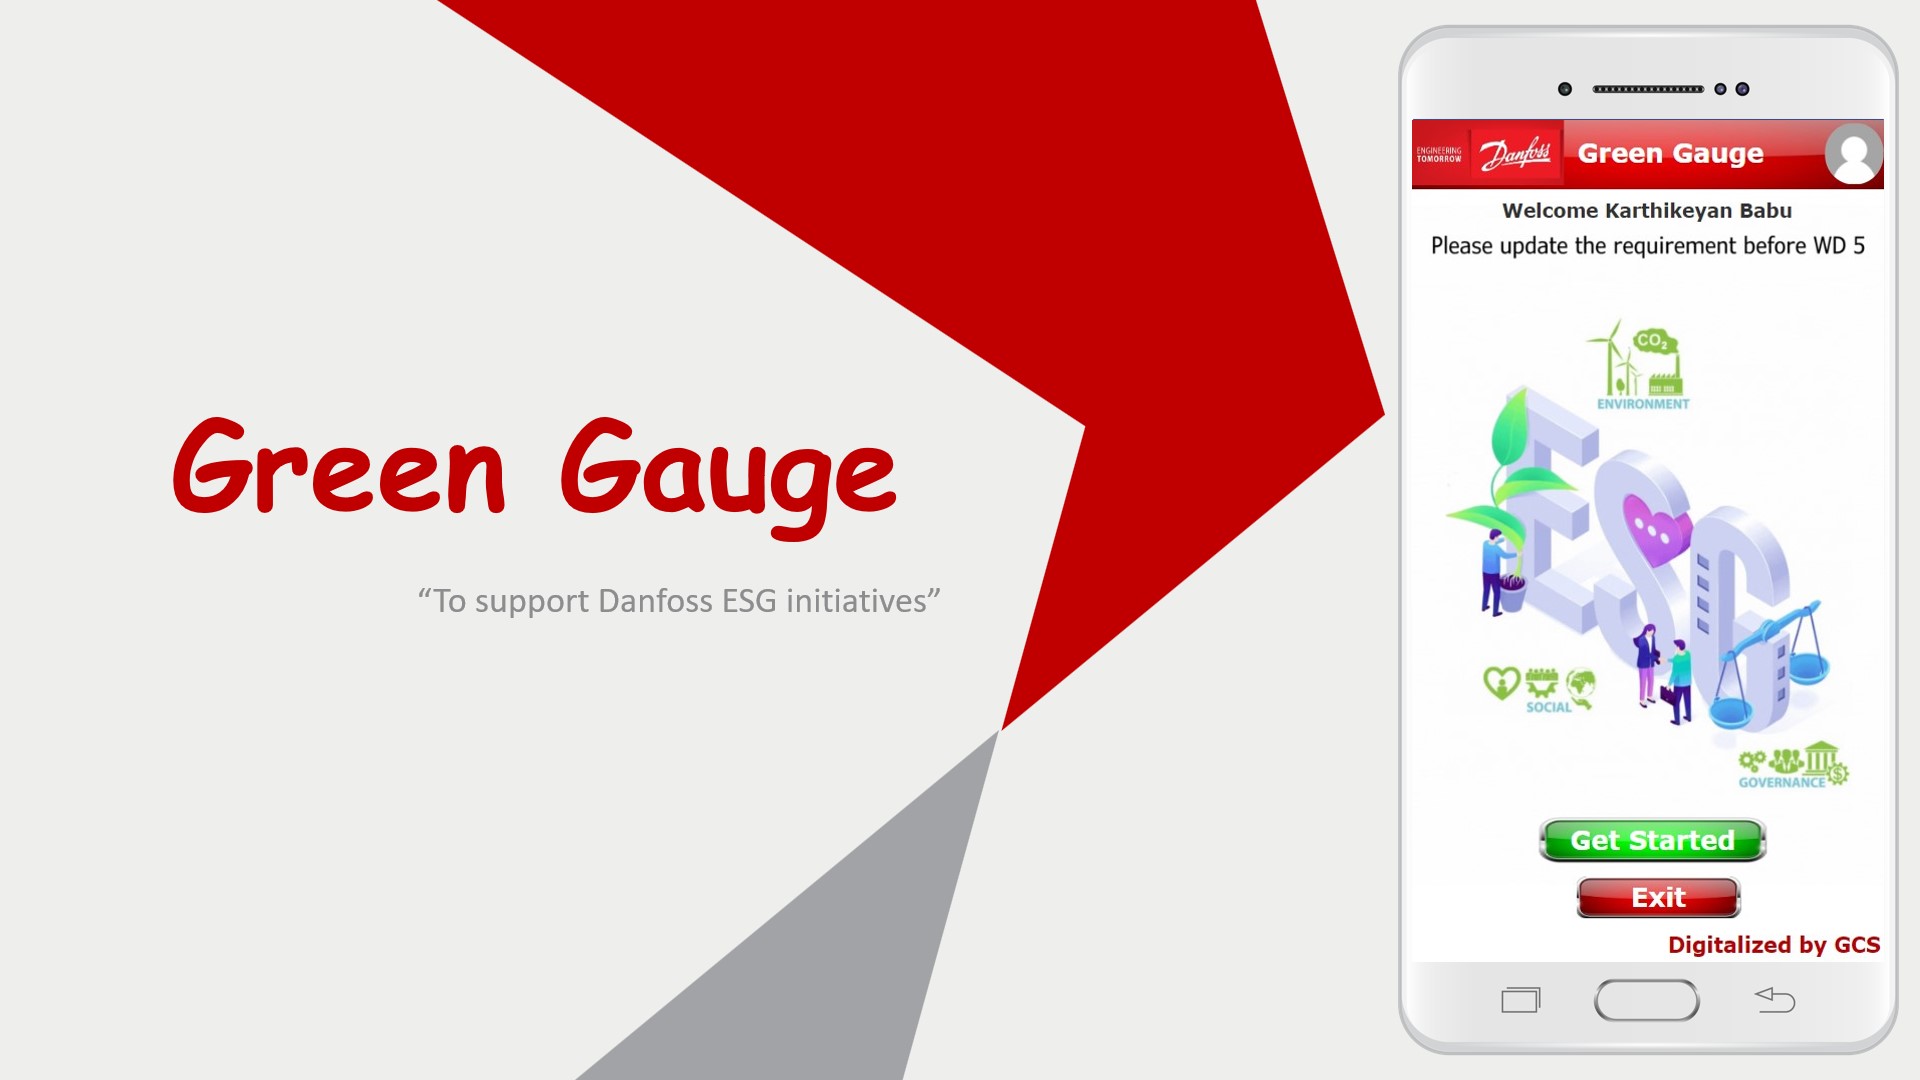 Green Gauge
“To support Danfoss ESG initiatives”
ENGINEERING
TOMORROW
Danfoss
Green Gauge
Welcome Karthikeyan Babu
Please update the requirement before WD 5
CO2
ENVIRONMENT
ESG
SOCIAL
$
GOVERNANCE
Get Started
Exit
Digitalized by GCS